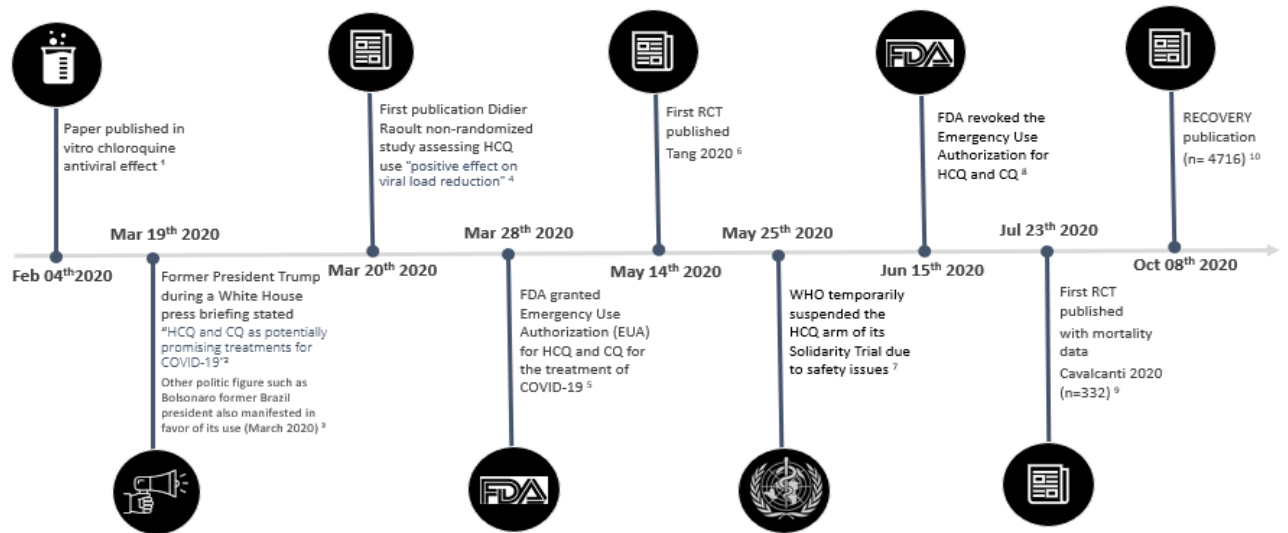 FDA
Paper published in
vitro chloroquine
antiviral effect ¹
First publication Didier
Raoult non-randomized
study assessing HCQ
use "positive effect on
viral load reduction" ⁴
First RCT
published
Tang 2020 ⁶
FDA revoked the
Emergency Use
Authorization for
HCQ and CQ ⁸
RECOVERY
publication
(n= 4716) ¹⁰
Mar 19th 2020
Mar 28th 2020
May 25th 2020
Jul 23th 2020
Feb 04th2020
Mar 20th 2020
May 14th 2020
Jun 15th 2020
Oct 08th 2020
Former President Trump
during a White House
press briefing stated
"HCQ and CQ as potentially
promising treatments for
COVID-19"²
Other politic figure such as
Bolsonaro former Brazil
president also manifested in
favor of its use (March 2020) ³
FDA granted
Emergency Use
Authorization (EUA)
for HCQ and CQ for
the treatment of
COVID-19 ⁵
WHO temporarily
suspended the
HCQ arm of its
Solidarity Trial due
to safety issues ⁷
First RCT
published
with mortality
data
Cavalcanti 2020
(n=332) ⁹
FDA